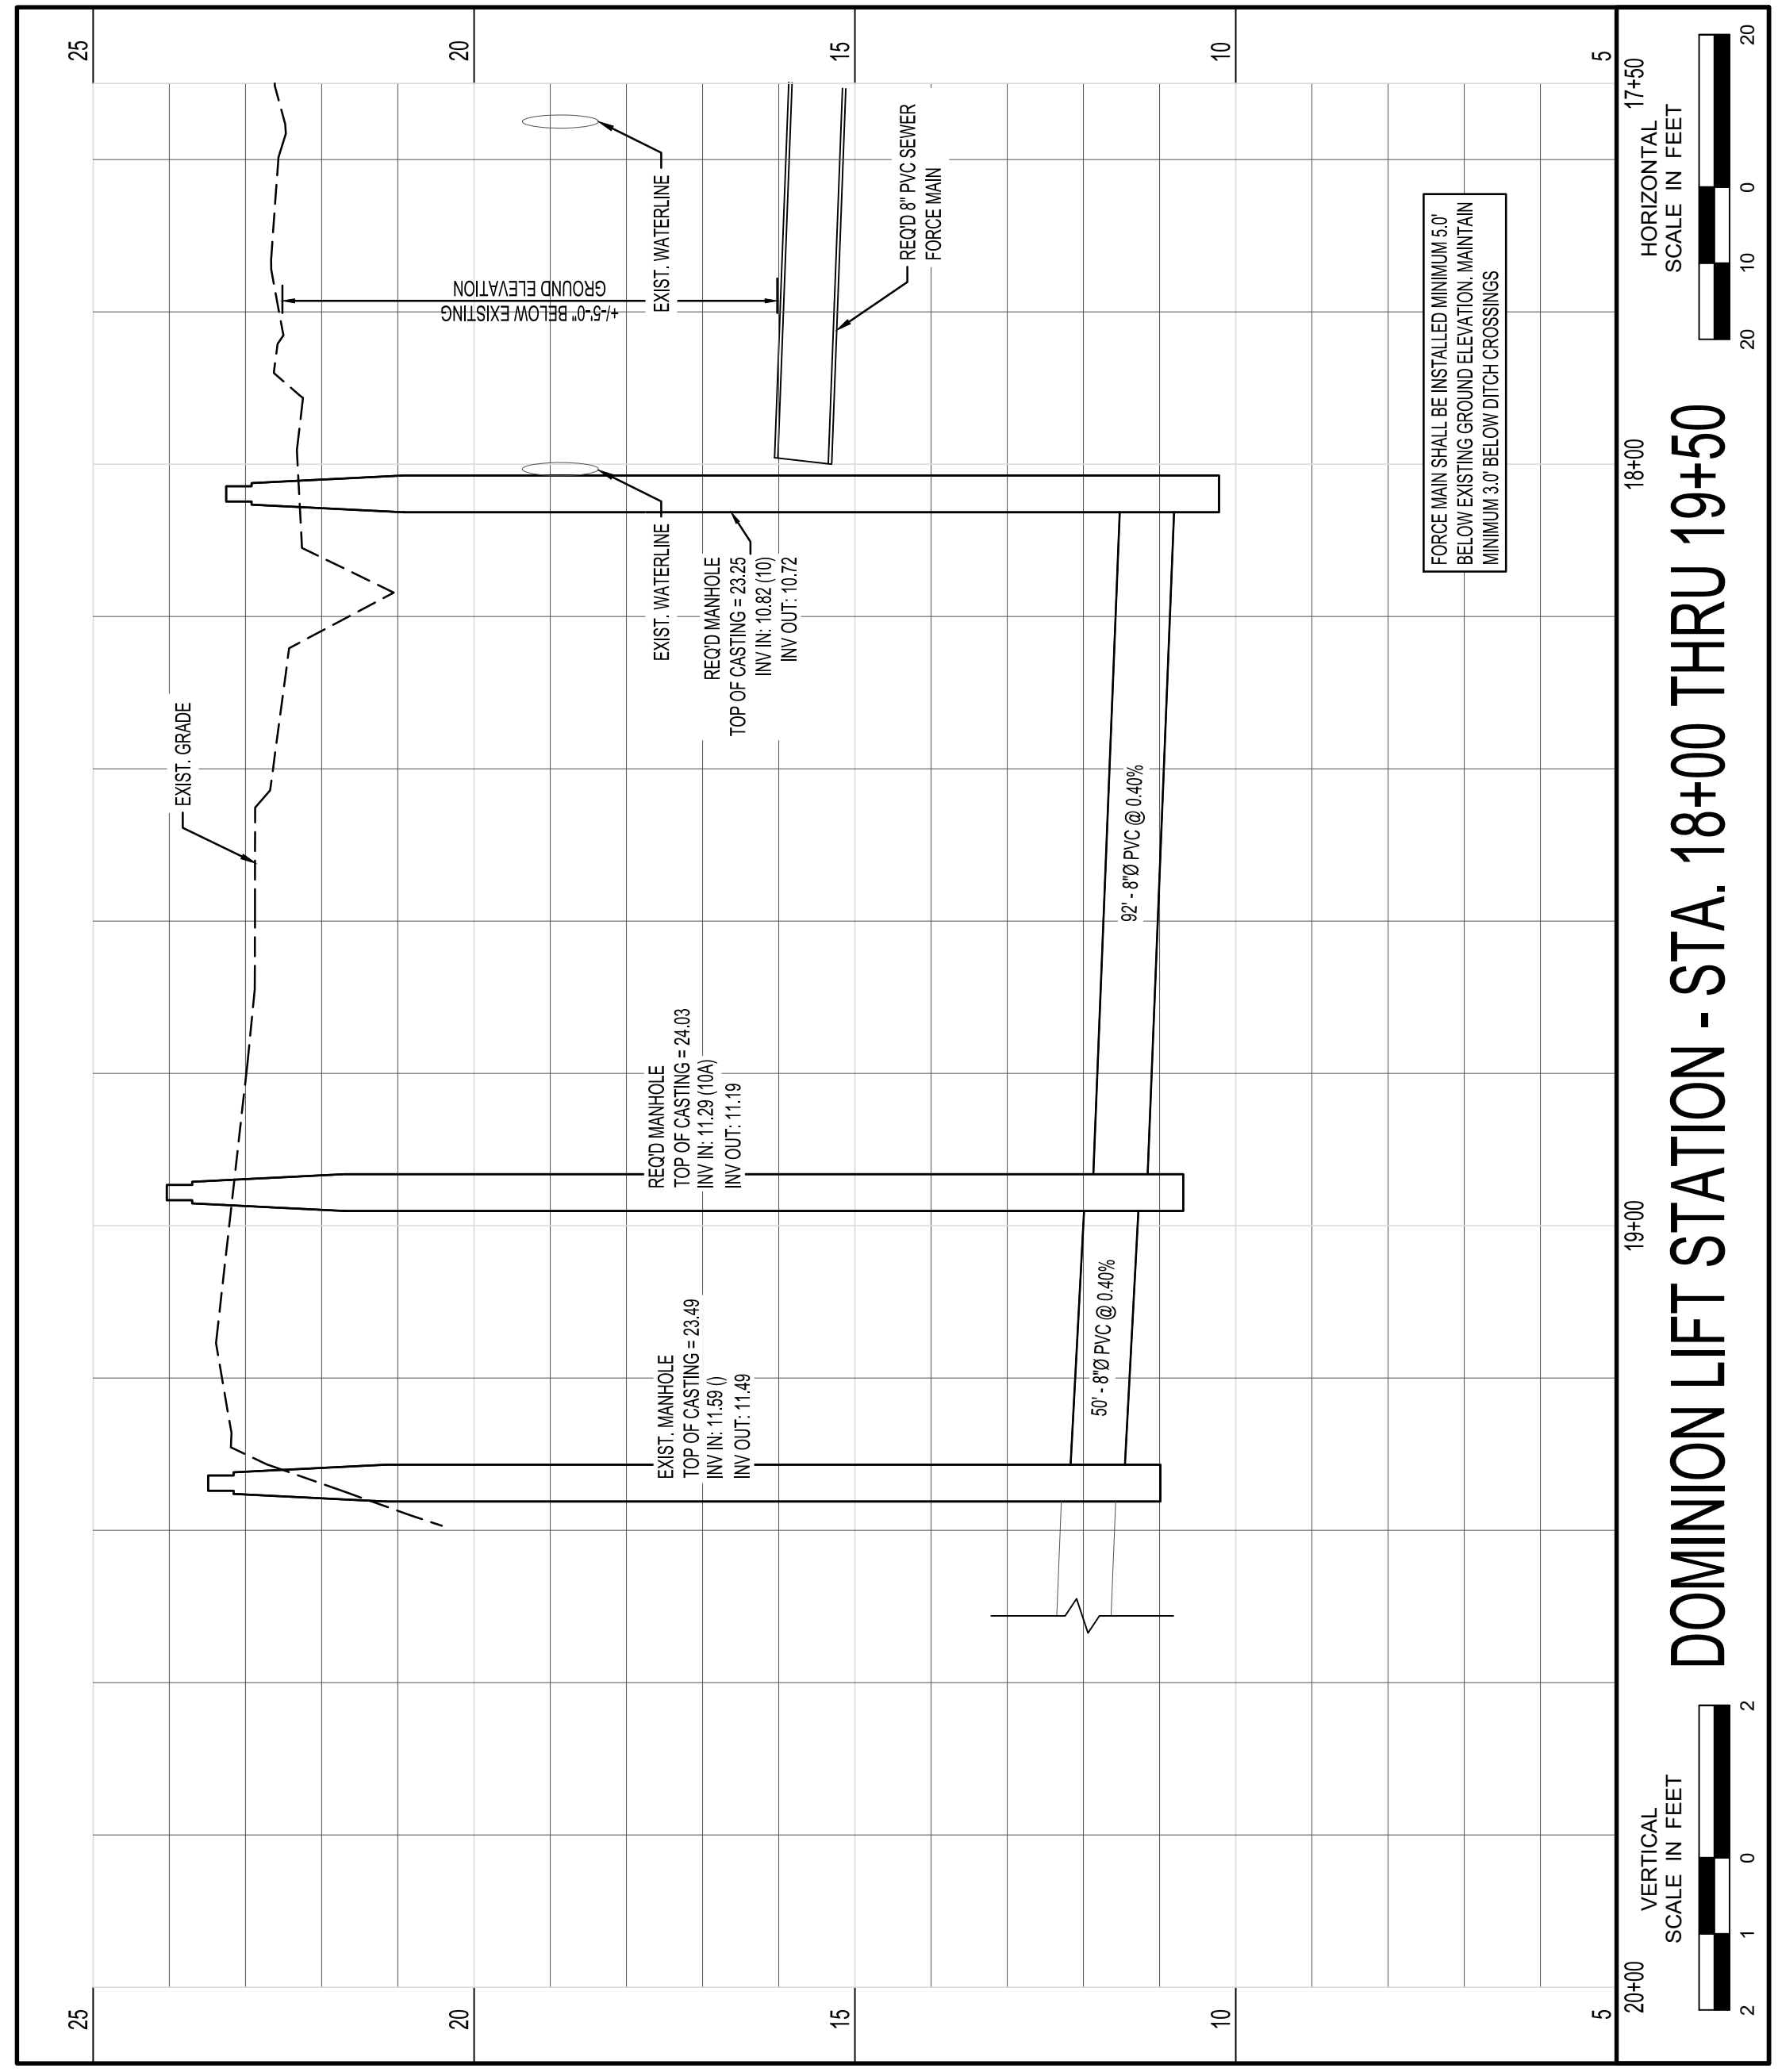 25
20
15
10
5
25
20
15
10
5
20+00
19+00
18+00
17+50
EXIST. GRADE
EXIST. MANHOLE
TOP OF CASTING = 23.49
INV IN: 11.59 ()
INV OUT: 11.49
50' - 8"Ø PVC @ 0.40%
REQ'D MANHOLE
TOP OF CASTING = 24.03
INV IN: 11.29 (10A)
INV OUT: 11.19
92' - 8"Ø PVC @ 0.40%
EXIST. WATERLINE
REQ'D MANHOLE
TOP OF CASTING = 23.25
INV IN: 10.82 (10)
INV OUT: 10.72
+/-5'-0" BELOW EXISTING
GROUND ELEVATION
EXIST. WATERLINE
REQ'D 8" PVC SEWER
FORCE MAIN
FORCE MAIN SHALL BE INSTALLED MINIMUM 5.0'
BELOW EXISTING GROUND ELEVATION. MAINTAIN
MINIMUM 3.0' BELOW DITCH CROSSINGS
VERTICAL
SCALE IN FEET
2 1 0 2
DOMINION LIFT STATION - STA. 18+00 THRU 19+50
HORIZONTAL
SCALE IN FEET
20 10 0 20